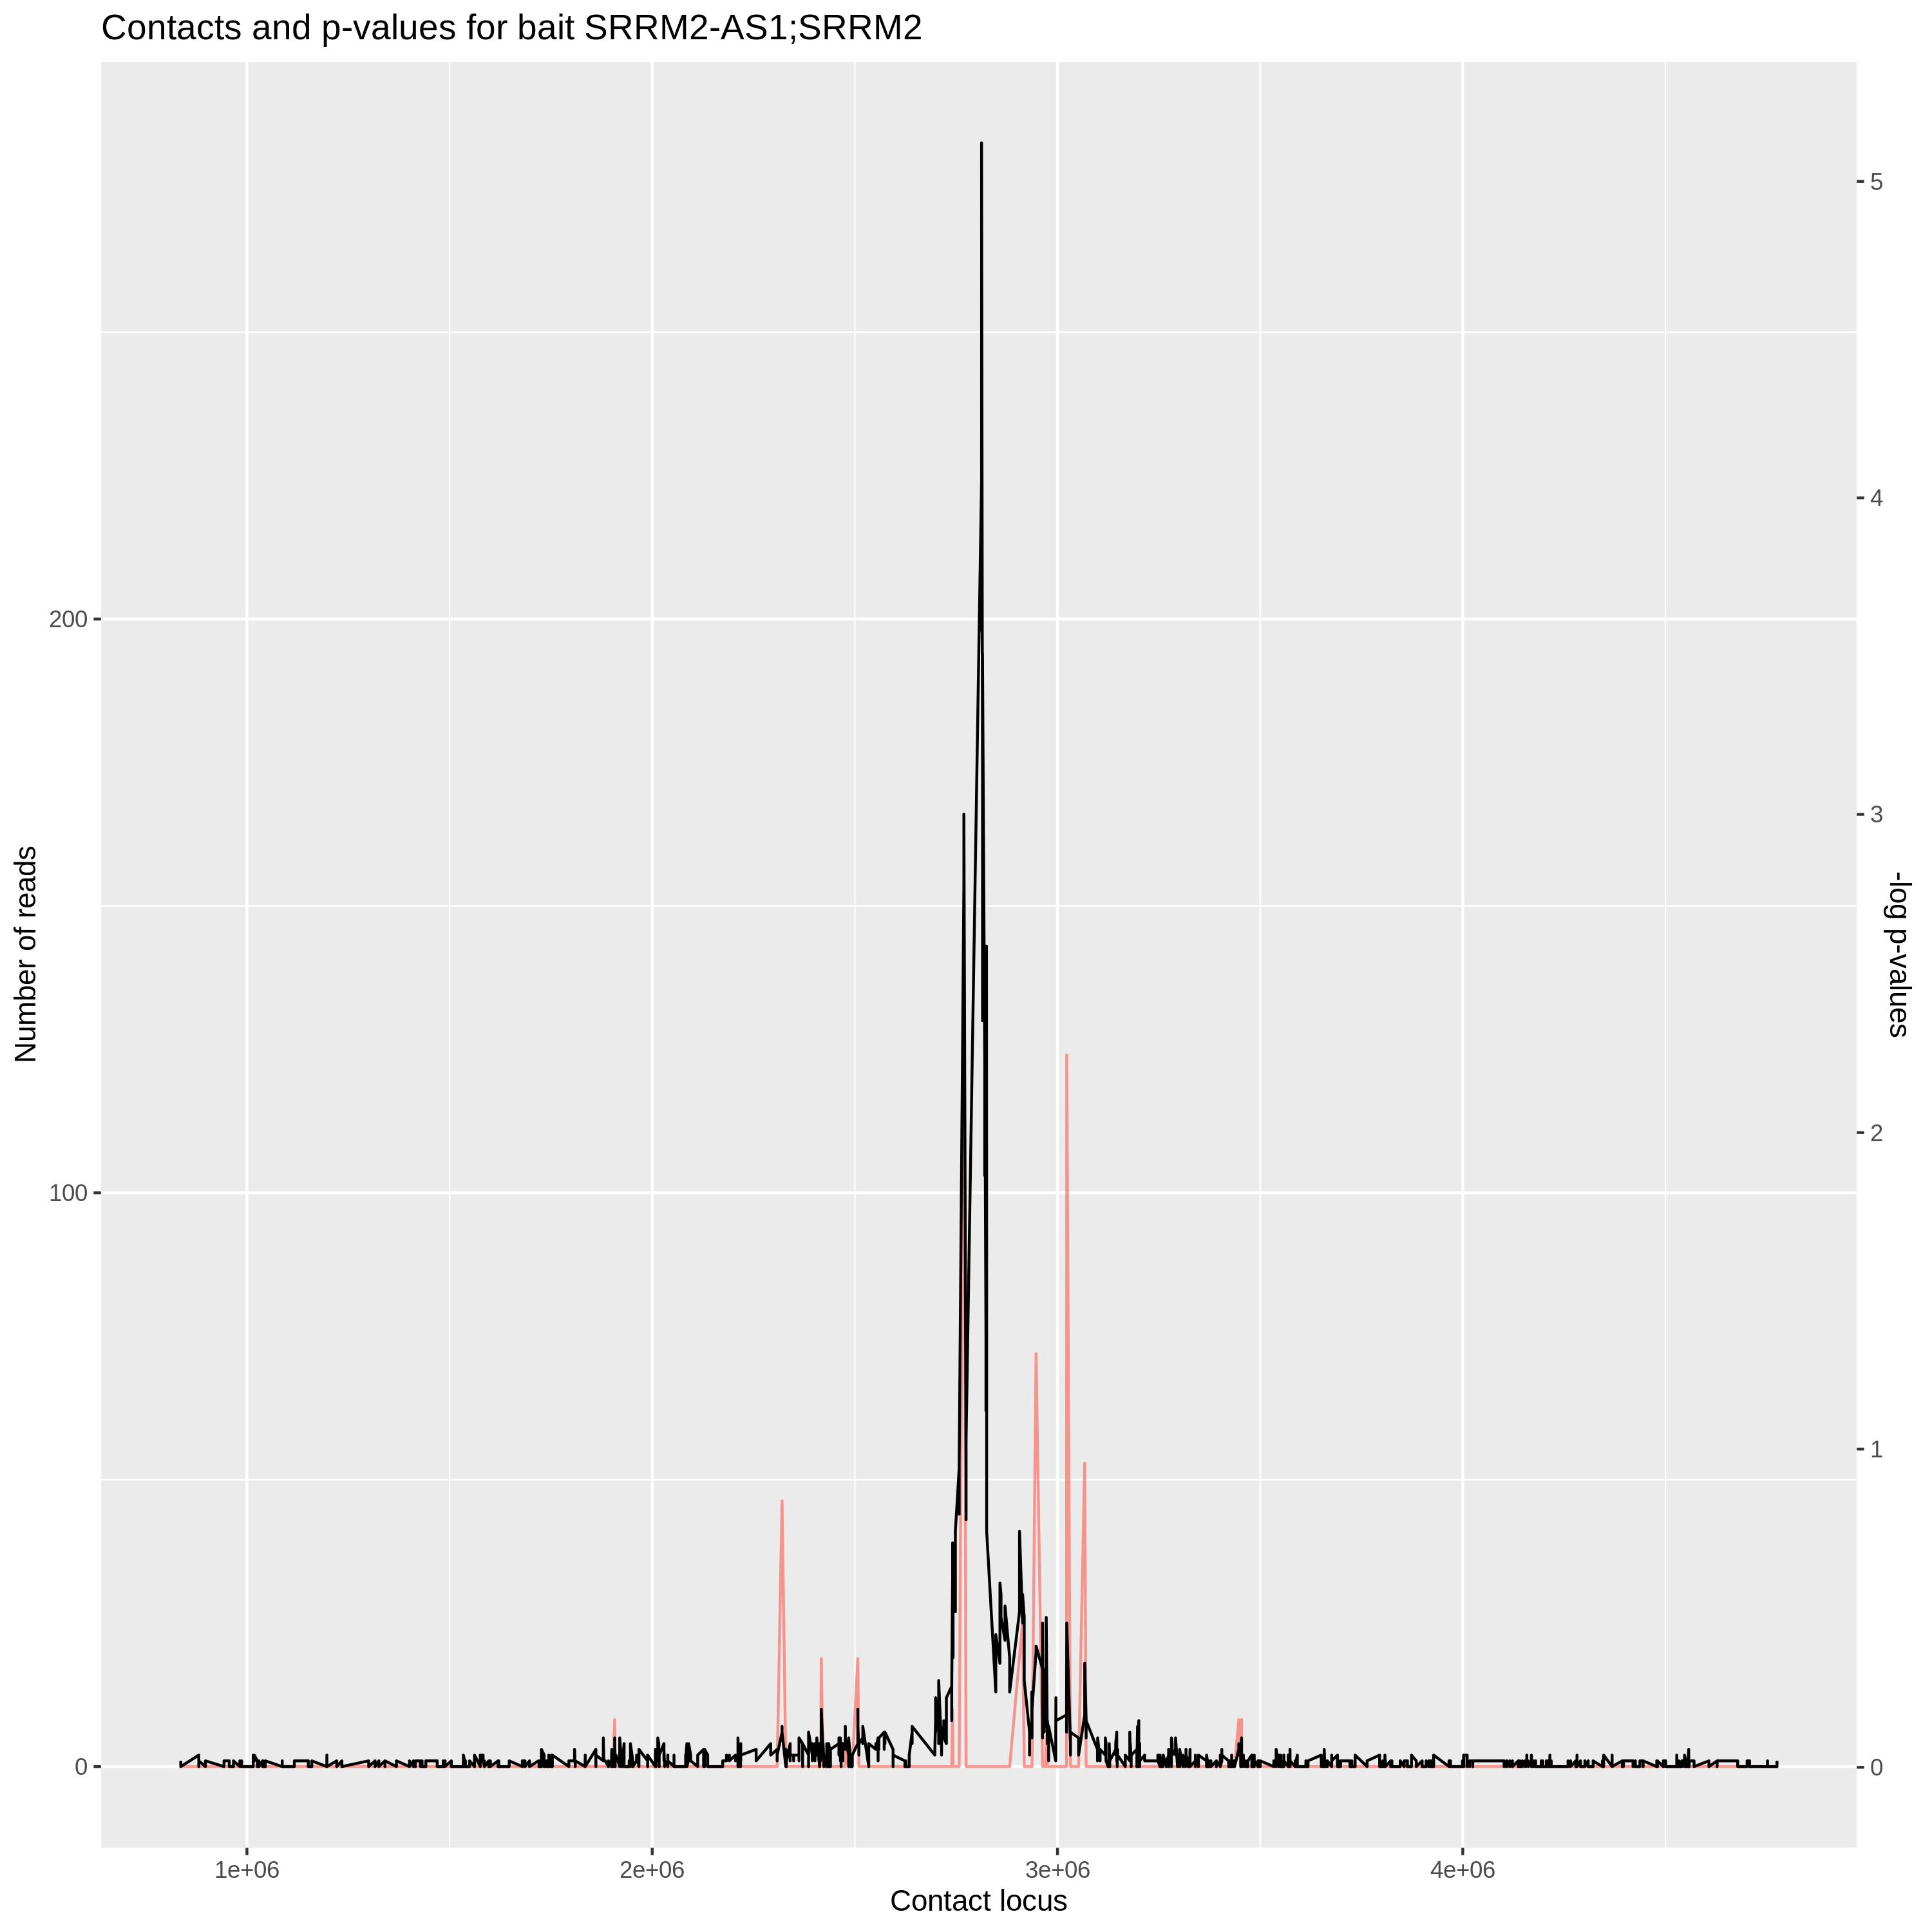 Contacts and p-values for bait SRRM2-AS1;SRRM2
Number of reads
200
100
0
5
4
3
2
1
0
-log p-values
1e+06 2e+06 3e+06 4e+06
Contact locus